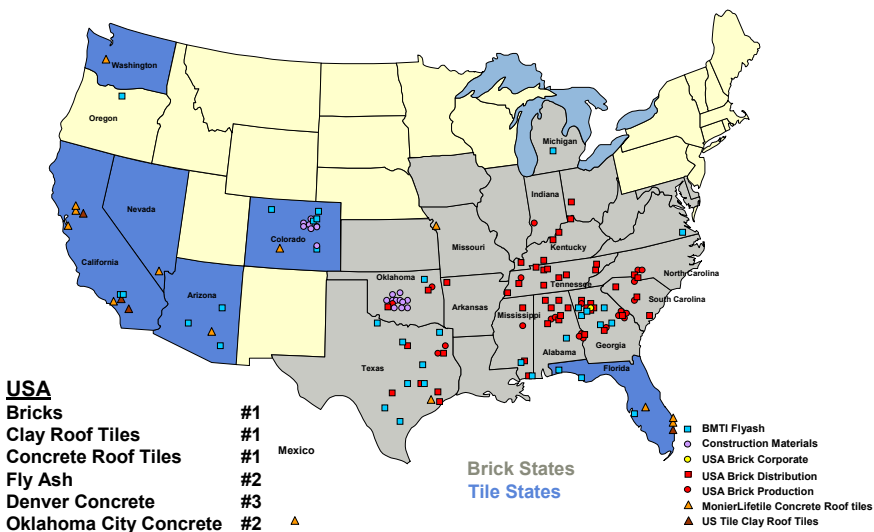 Washington
Oregon
Michigan
Nevada
Indiana
Colorado
Missouri
Kentucky
California
Oklahoma
Tennessee
North Carolina
Arizona
Arkansas
South Carolina
Mississippi
Alabama
Georgia
Texas
Florida
USA
Bricks #1
Clay Roof Tiles #1
Concrete Roof Tiles #1
Fly Ash #2
Denver Concrete #3
Oklahoma City Concrete #2
Mexico
Brick States
Tile States
BMTI Flyash
Construction Materials
USA Brick Corporate
USA Brick Distribution
USA Brick Production
MonierLifetile Concrete Roof tiles
US Tile Clay Roof Tiles